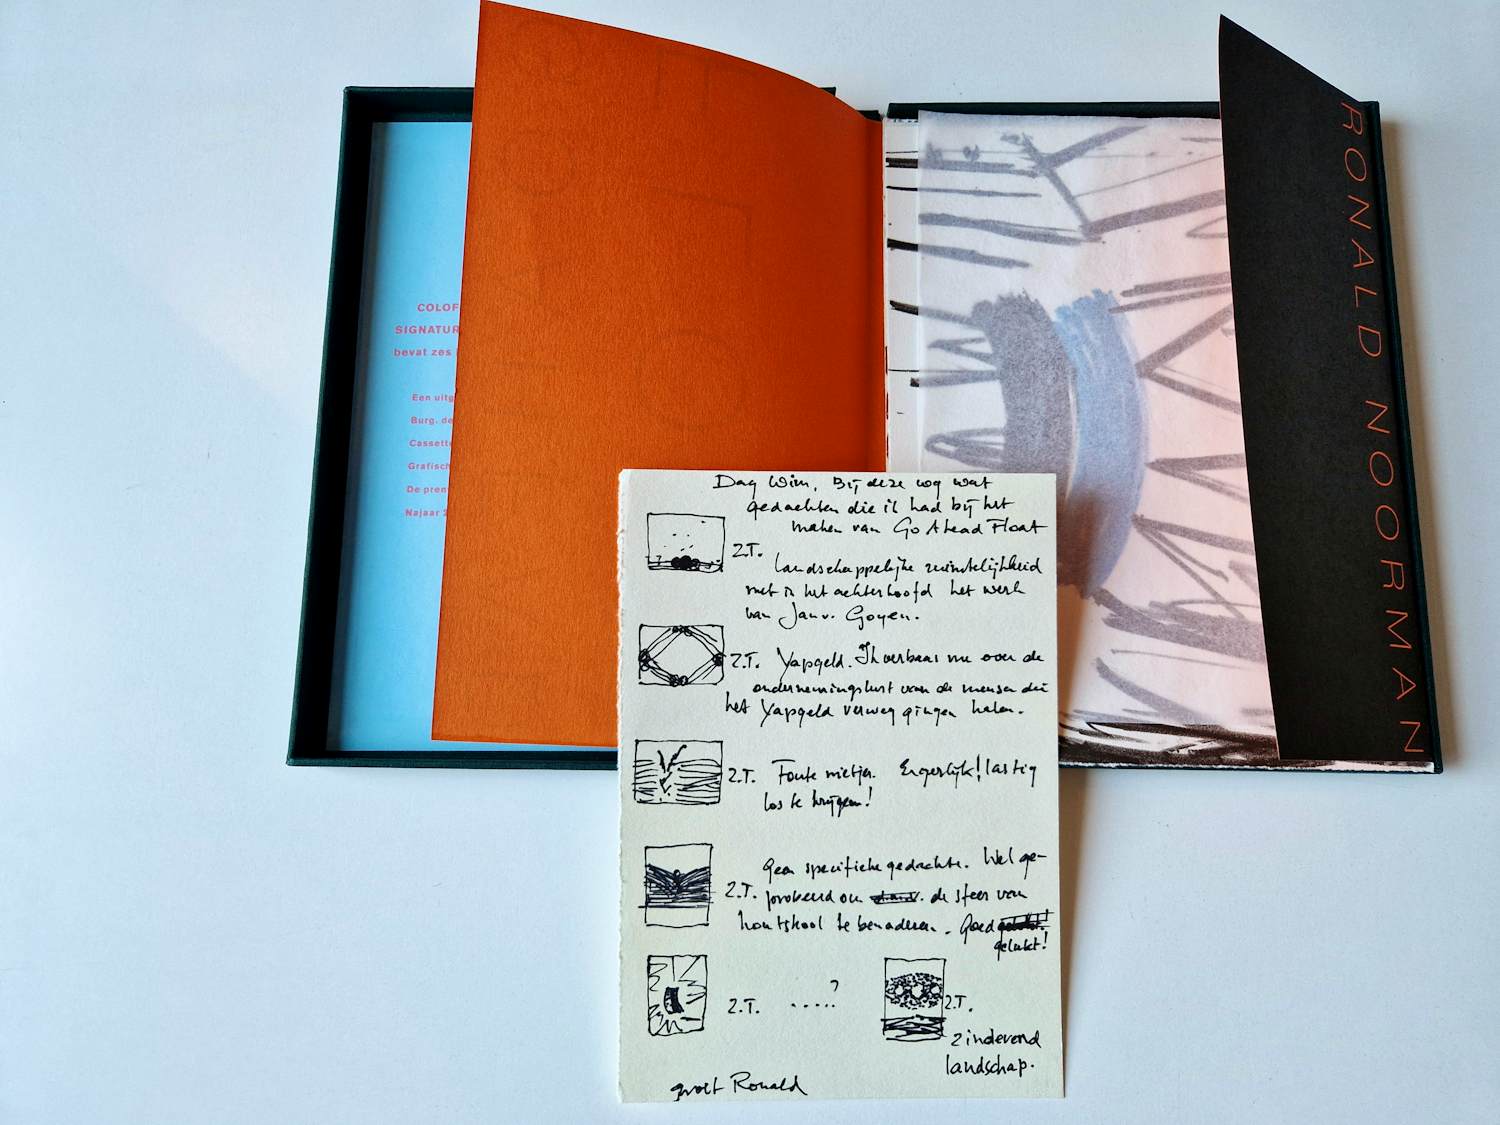 COLOF
SIGNATUR
bevat zes
Een uitg
Burg. de
Cassett
Grafisch
De pren
Najaar 2
RONALD NOORMAN
Dag Wim, Bij deze nog wat
gedachten die ik had bij het
maken van Go Ahead Float
Z.T.
landschappelijke ruimtelijkheid
met in het achterhoofd het werk
van Jan v. Goyen.
Z.T. Yapgeld. Ik verbaas me over de
ondernemingslust van de mensen die
het Yapgeld verweg gingen halen.
Z.T. Foute nietjes. Ergerlijk! lastig
los te krijgen!
Geen specifieke gedachte. Wel ge-
Z.T. probeerd om de sfeer van
houtskool te benaderen. Goed
gelukt!
Z.T. .....?
Z.T.
zinderend
landschap.
groet Ronald